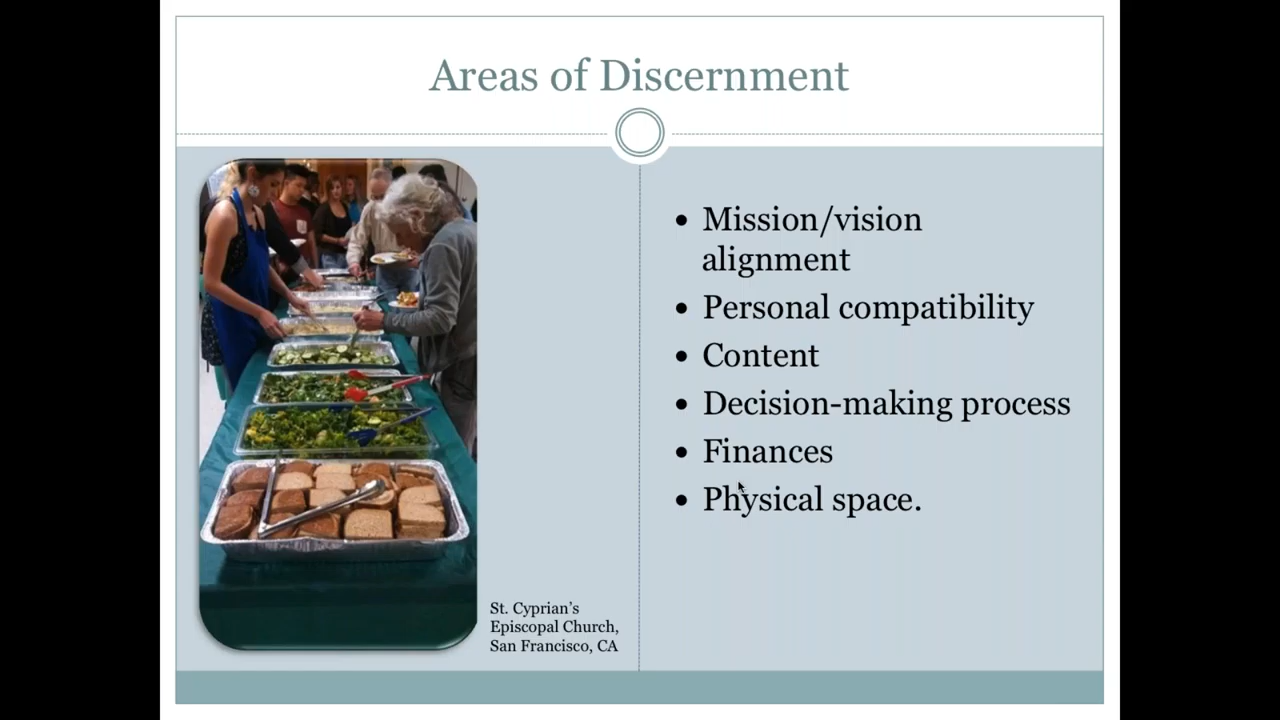 Areas of Discernment
• Mission/vision
alignment
• Personal compatibility
• Content
• Decision-making process
• Finances
• Physical space.
St. Cyprian’s
Episcopal Church,
San Francisco, CA